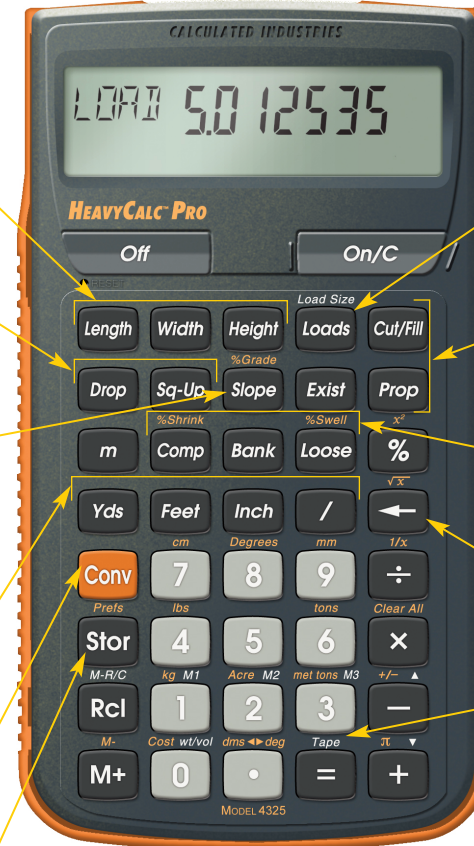 CALCULATED INDUSTRIES
LOAD 5.012535
HEAVYCALC™ PRO
Off On/C
RESET
Load Size
Length Width Height Loads Cut/Fill
%Grade
Drop Sq-Up Slope Exist Prop
%Shrink %Swell x²
m Comp Bank Loose %
√x
Yds Feet Inch / ←
cm Degrees mm 1/x
Conv 7 8 9 ÷
Prefs lbs tons Clear All
Stor 4 5 6 ×
M-R/C kg M1 Acre M2 met tons M3 +/– ▲
Rcl 1 2 3 –
M- Cost wt/vol dms◄►deg Tape π ▼
M+ 0 • = +
MODEL 4325